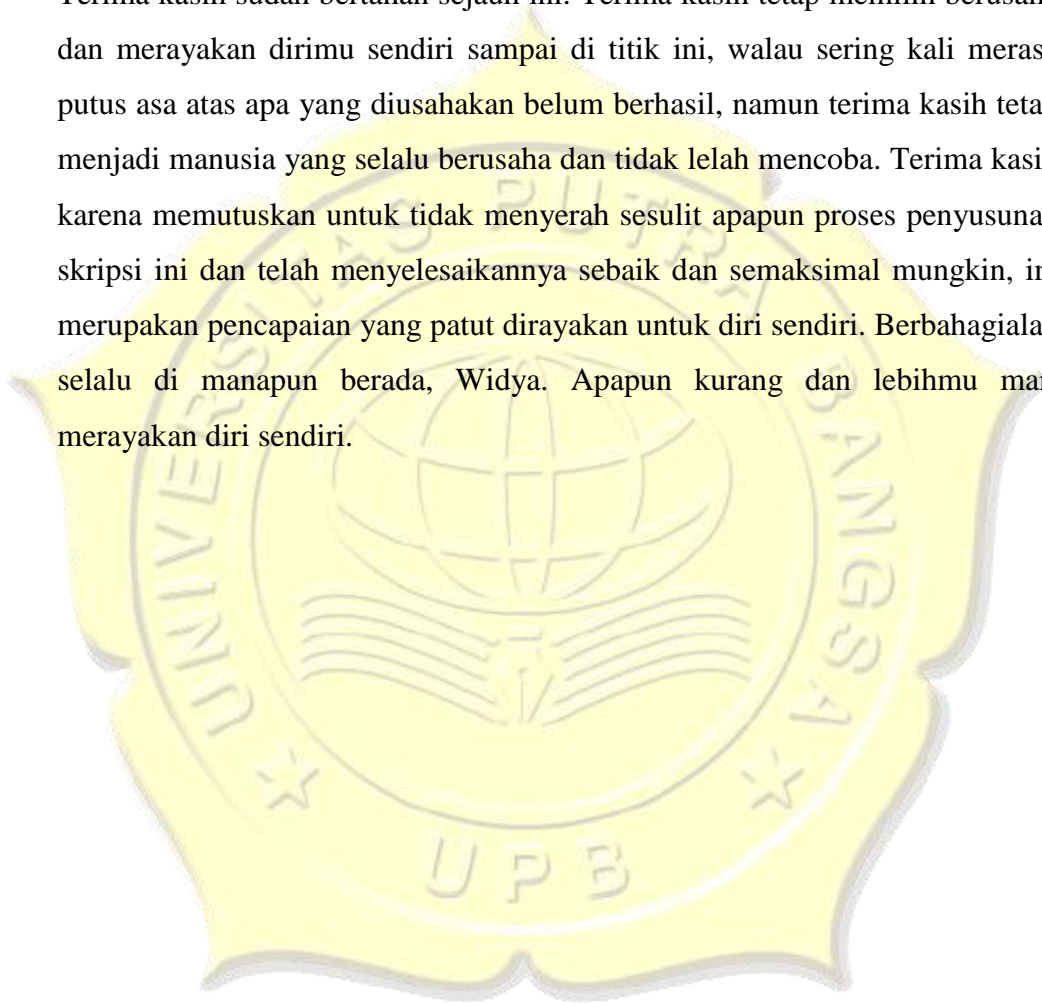 Terima kasih sudah bertahan sejauh ini. Terima kasih tetap memilih berusah
dan merayakan dirimu sendiri sampai di titik ini, walau sering kali meras
putus asa atas apa yang diusahakan belum berhasil, namun terima kasih teta
menjadi manusia yang selalu berusaha dan tidak lelah mencoba. Terima kasi
karena memutuskan untuk tidak menyerah sesulit apapun proses penyusuna
skripsi ini dan telah menyelesaikannya sebaik dan semaksimal mungkin, in
merupakan pencapaian yang patut dirayakan untuk diri sendiri. Berbahagiala
selalu di manapun berada, Widya. Apapun kurang dan lebihmu mar
merayakan diri sendiri.
UNIVERSITAS PUTRA BANGSA
UPB